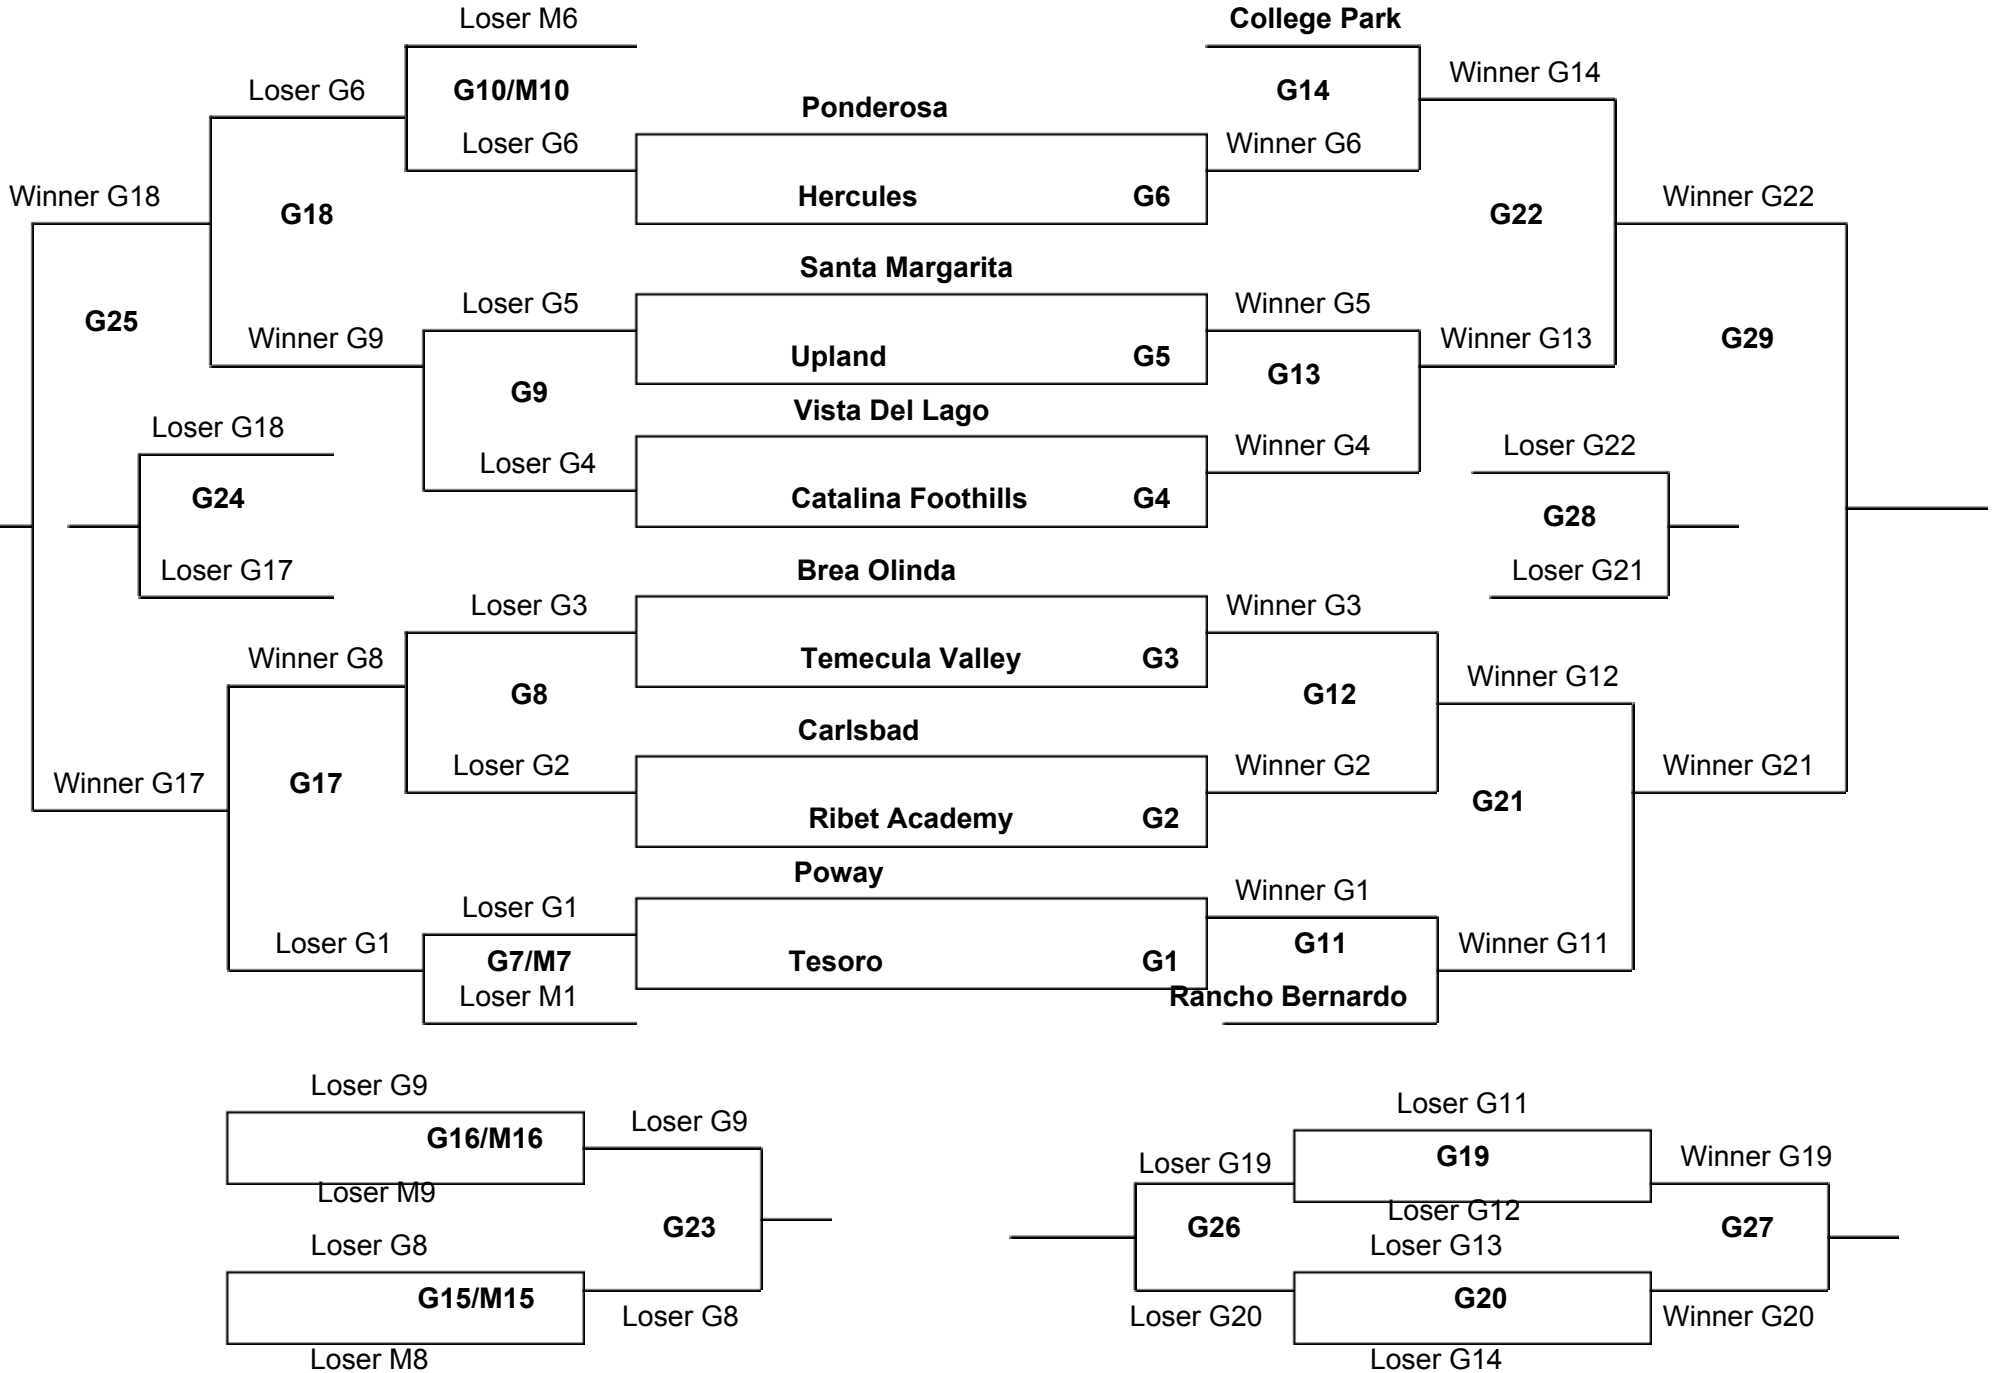 Loser M6
College Park
Loser G6
G10/M10
Ponderosa
G14
Winner G14
Loser G6
Winner G6
Winner G18
G18
Hercules
G6
G22
Winner G22
Santa Margarita
G25
Winner G9
Loser G5
Upland
G5
Winner G5
G13
Winner G13
G29
G9
Vista Del Lago
Loser G18
Loser G4
Winner G4
Loser G22
G24
Catalina Foothills
G4
G28
Loser G17
Brea Olinda
Loser G21
Loser G3
Winner G3
Winner G8
Temecula Valley
G3
G8
G12
Winner G12
Carlsbad
Loser G2
Winner G2
Winner G17
G17
Ribet Academy
G2
G21
Winner G21
Poway
Loser G1
Winner G1
Loser G1
G7/M7
Tesoro
G1
G11
Winner G11
Loser M1
Rancho Bernardo
Loser G9
G16/M16
Loser G9
Loser M9
G23
Loser G8
G15/M15
Loser G8
Loser M8
Loser G11
Loser G19
G19
Winner G19
Loser G12
G26
G27
Loser G13
G20
Loser G20
Winner G20
Loser G14